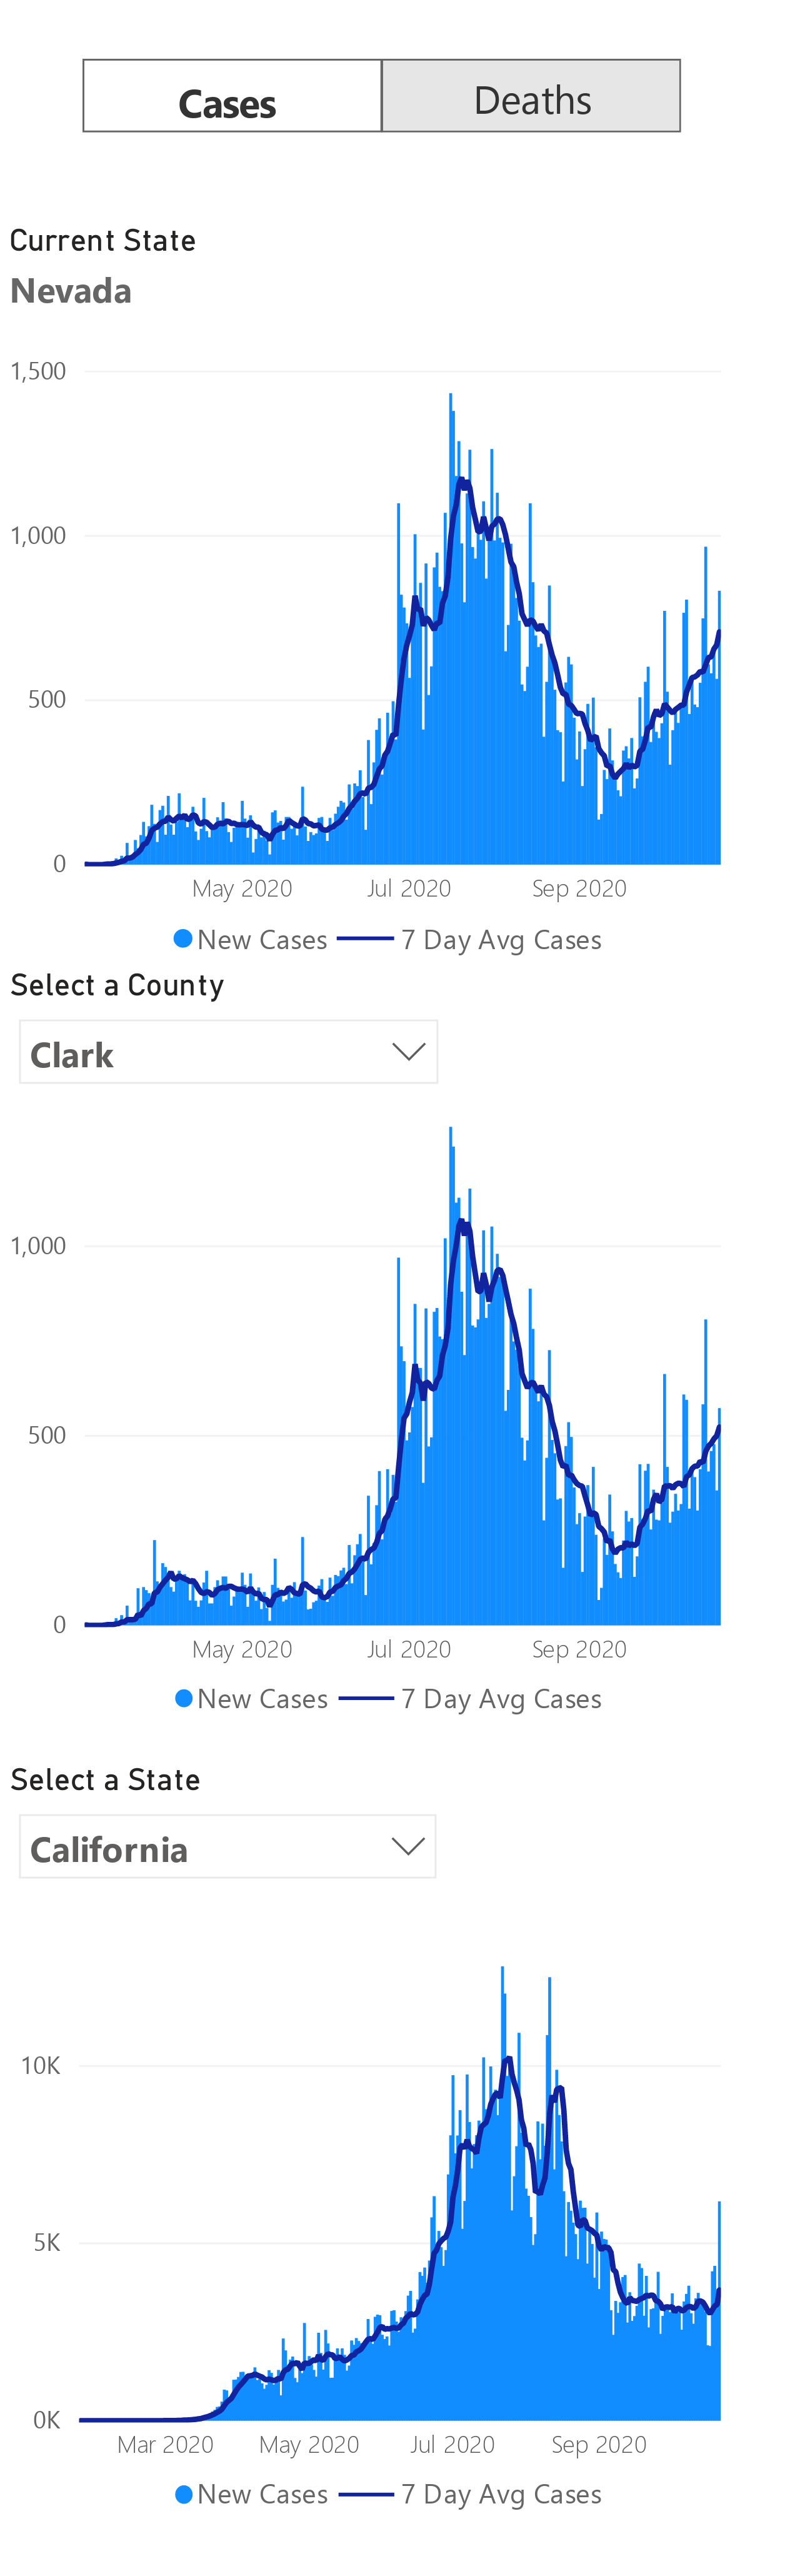 Cases Deaths
Current State
Nevada
1,500
1,000
500
0
May 2020 Jul 2020 Sep 2020
New Cases 7 Day Avg Cases
Select a County
Clark
1,000
500
0
May 2020 Jul 2020 Sep 2020
New Cases 7 Day Avg Cases
Select a State
California
10K
5K
0K
Mar 2020 May 2020 Jul 2020 Sep 2020
New Cases 7 Day Avg Cases